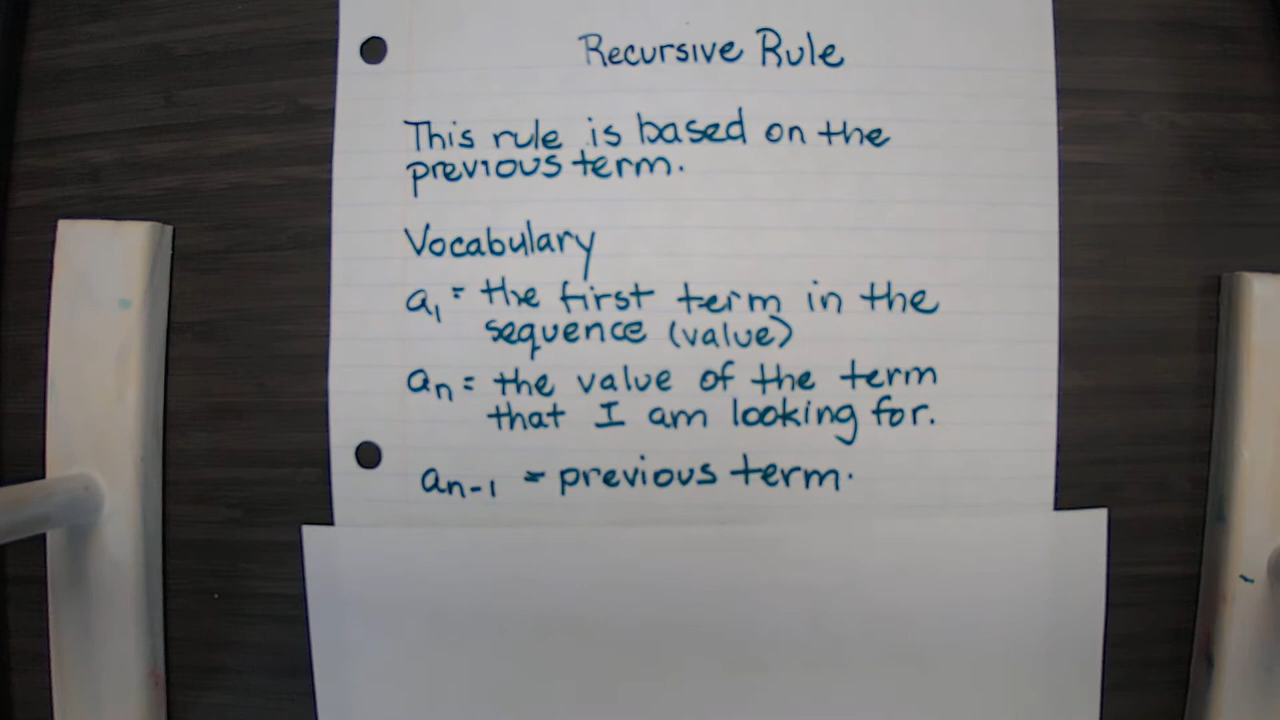 Recursive Rule
This rule is based on the
previous term.
Vocabulary
a₁ = the first term in the
sequence (value)
aₙ = the value of the term
that I am looking for.
aₙ₋₁ = previous term.